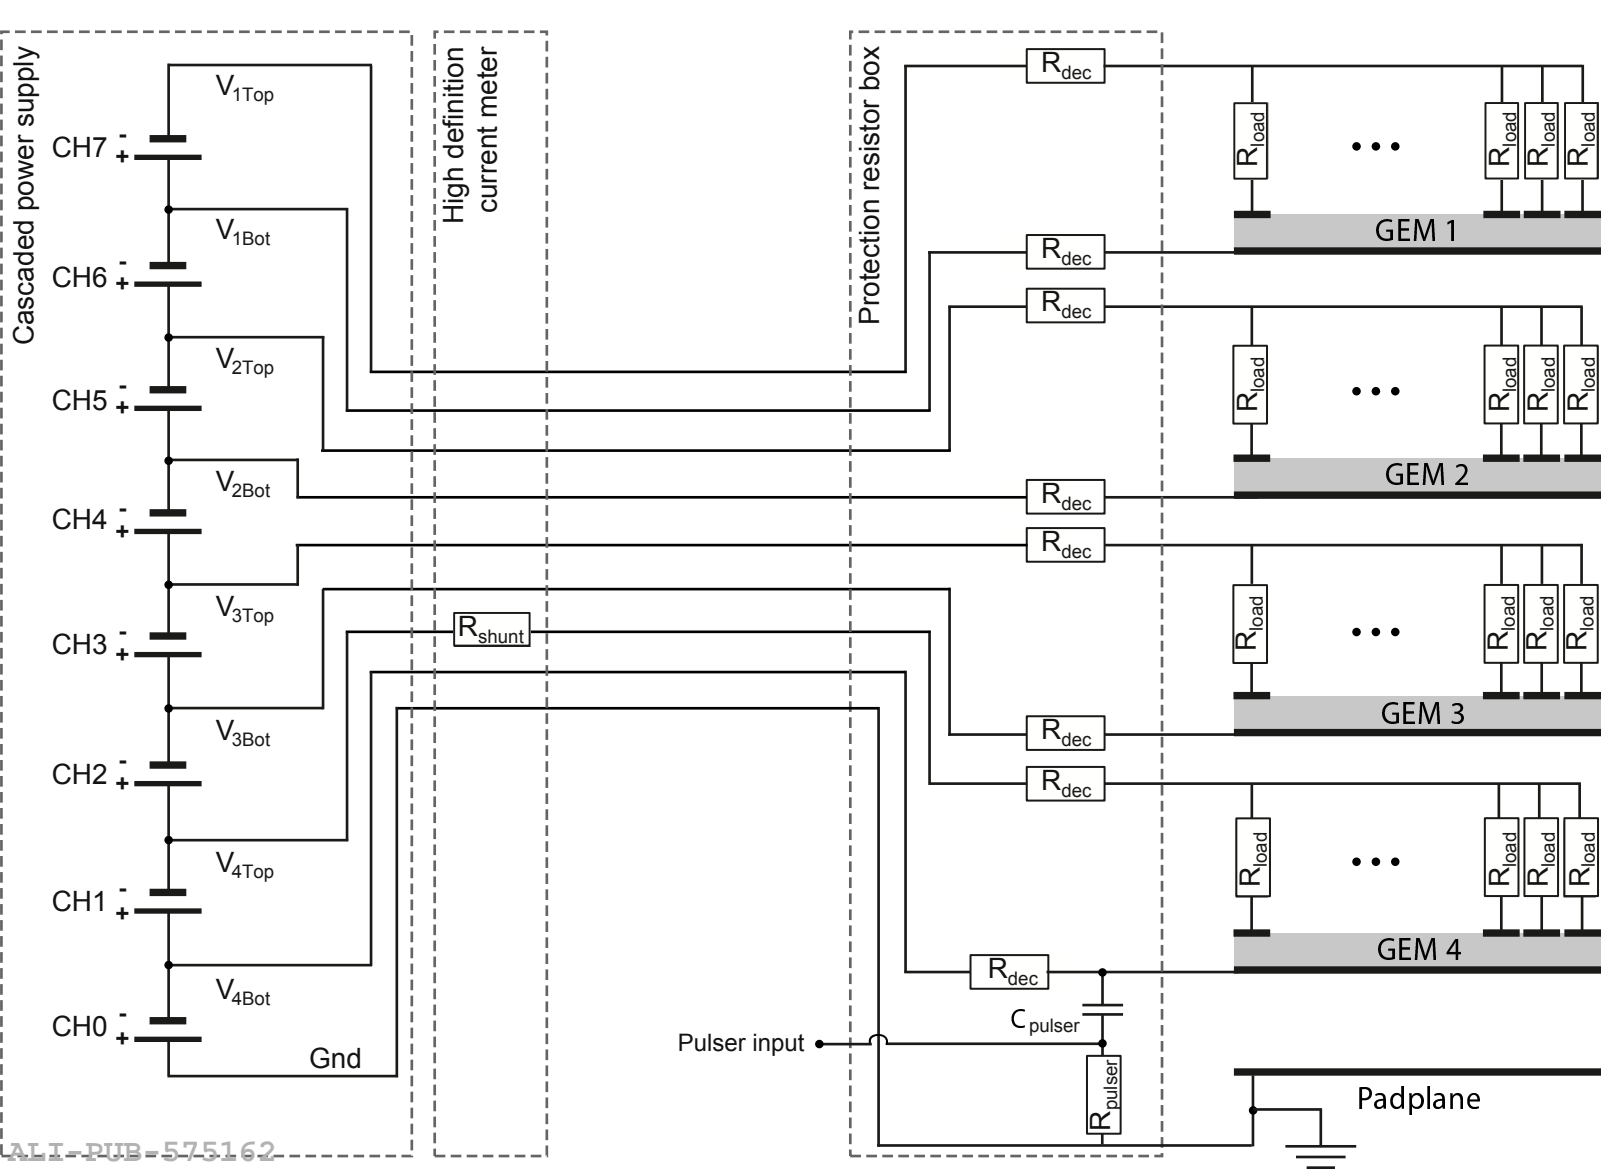 Cascaded power supply
High definition
current meter
Protection resistor box
V1Top
CH7
-
+
V1Bot
CH6
-
+
V2Top
CH5
-
+
V2Bot
CH4
-
+
V3Top
CH3
-
+
V3Bot
CH2
-
+
V4Top
CH1
-
+
V4Bot
CH0
-
+
Gnd
Rshunt
Rdec
Rload
Rload
Rload
Rload
GEM 1
Rdec
Rdec
Rload
Rload
Rload
Rload
GEM 2
Rdec
Rdec
Rload
Rload
Rload
Rload
GEM 3
Rdec
Rdec
Rload
Rload
Rload
Rload
GEM 4
Rdec
Cpulser
Pulser input
Rpulser
Padplane
ALI-PUB-575162